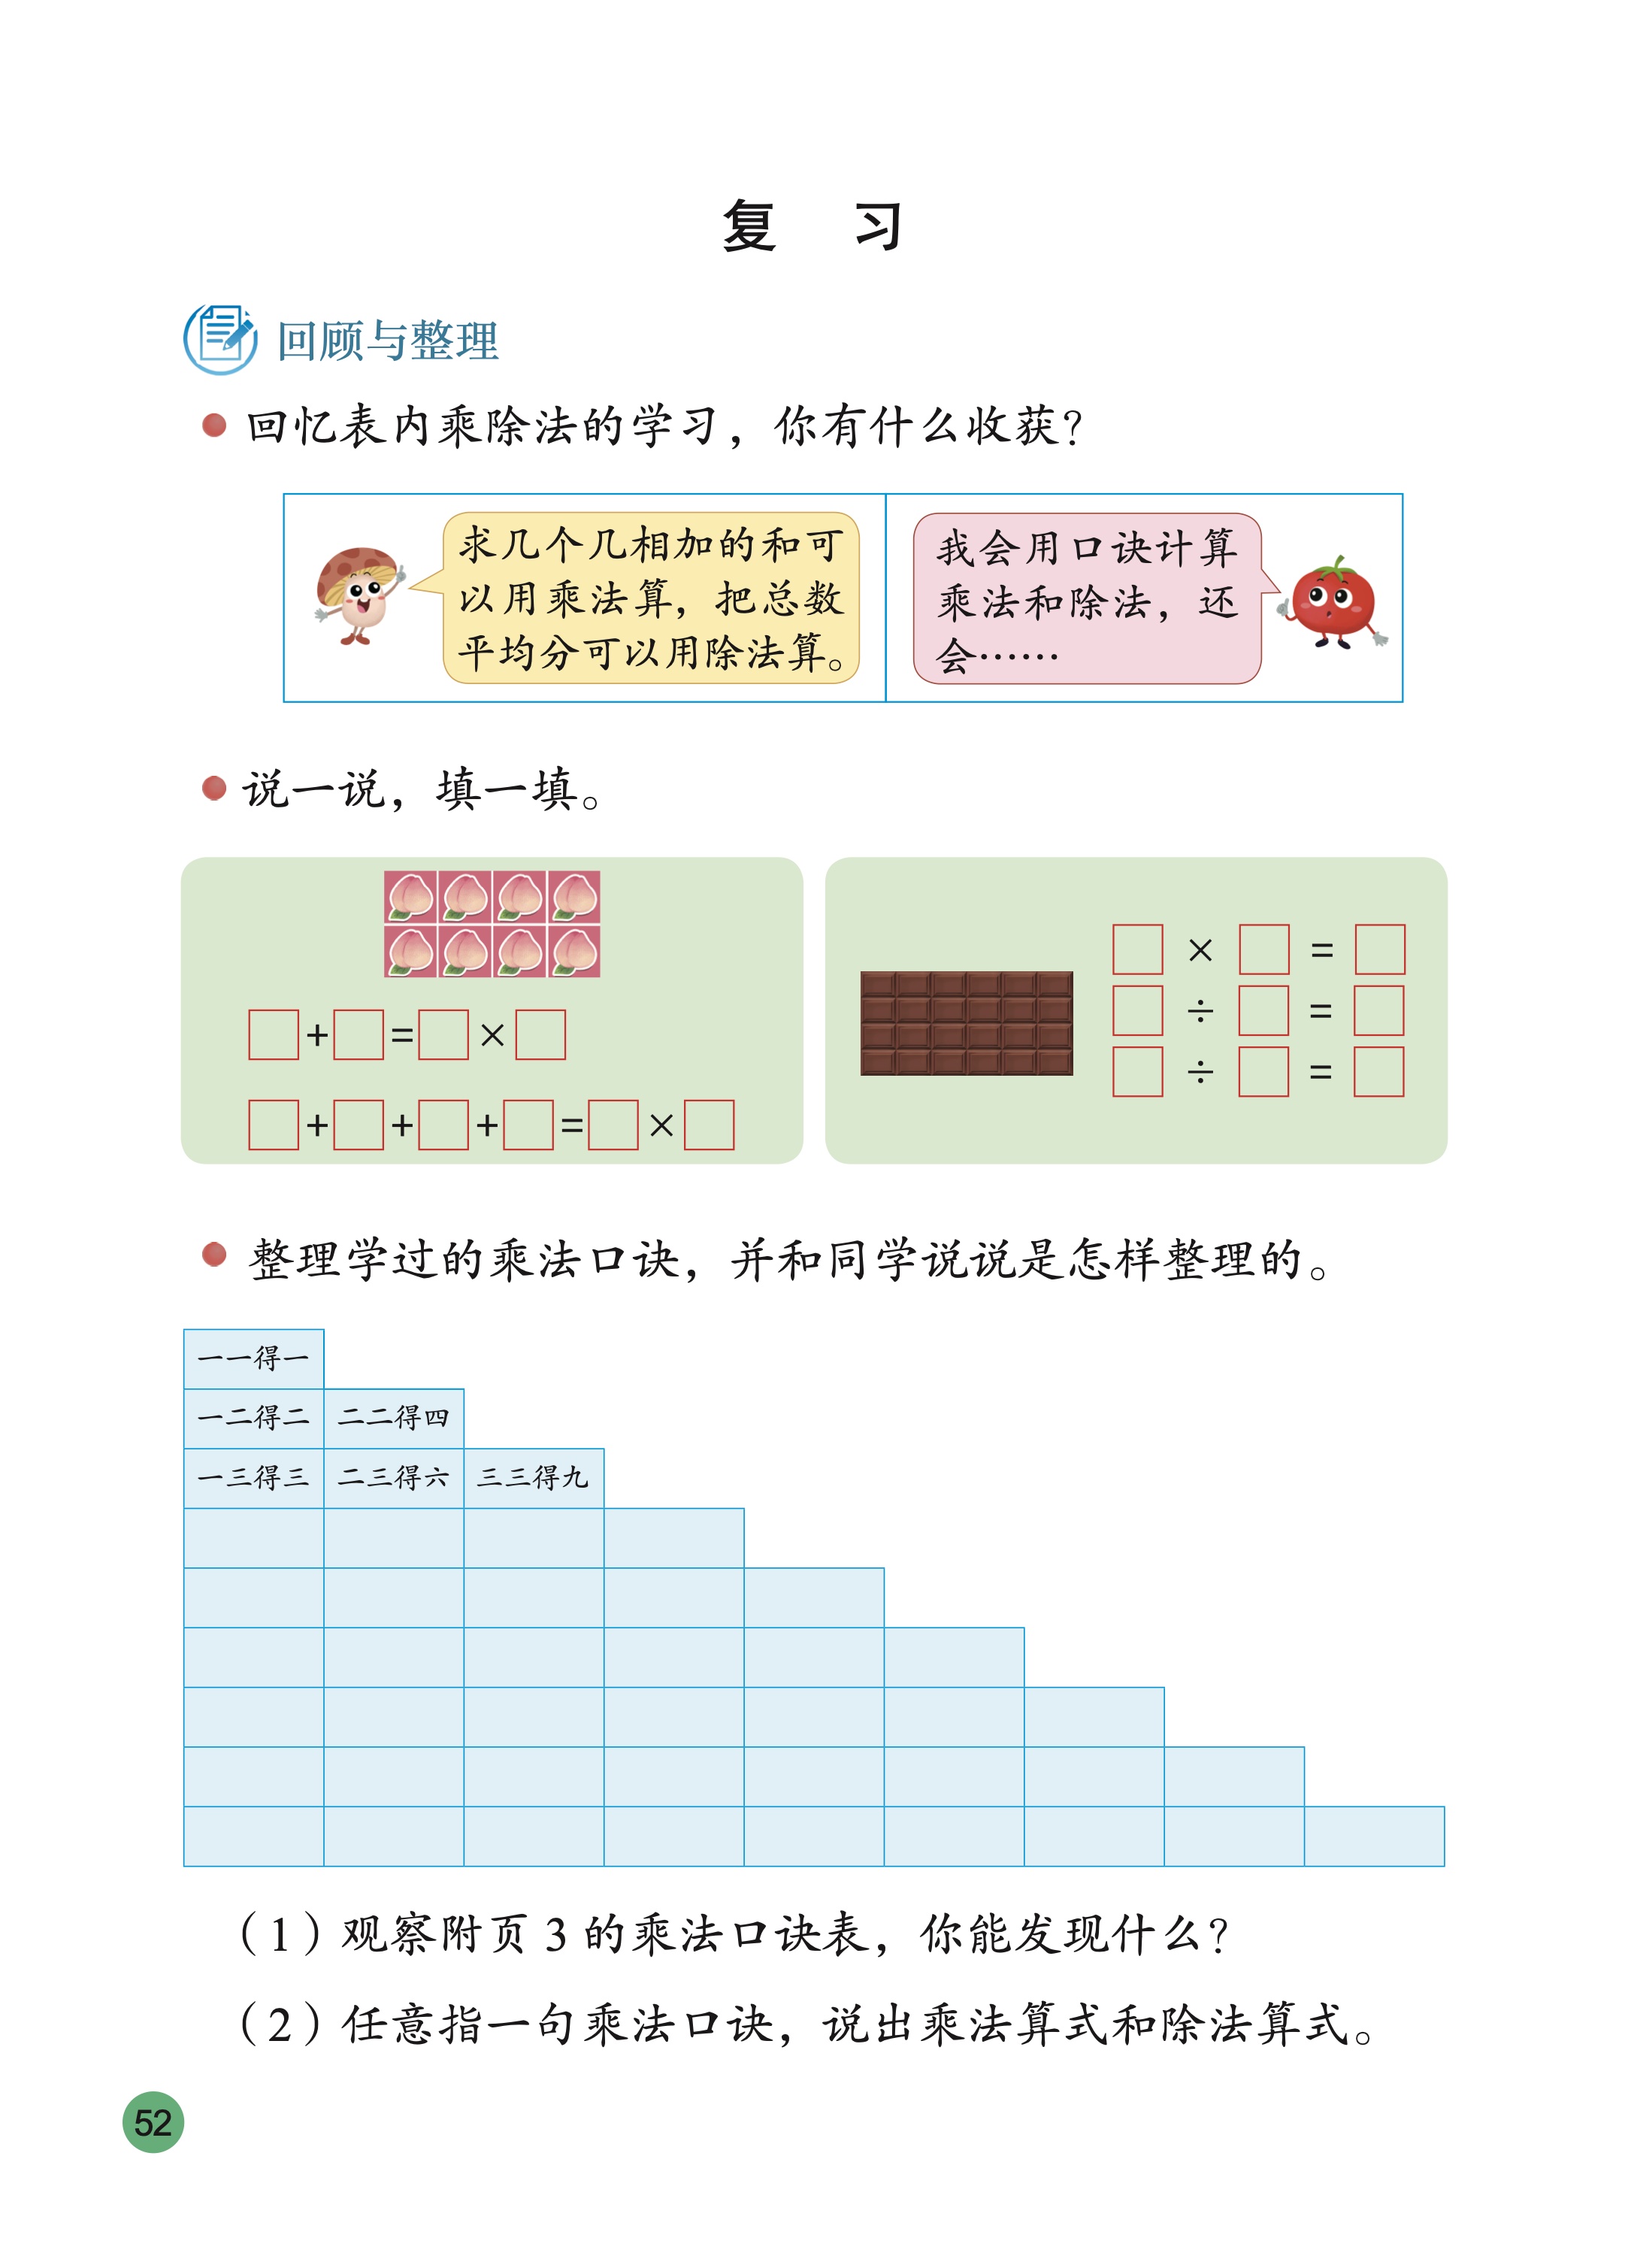 复 习
回顾与整理
回忆表内乘除法的学习，你有什么收获？
求几个几相加的和可
以用乘法算，把总数
平均分可以用除法算。
我会用口诀计算
乘法和除法，还
会……
说一说，填一填。
□+□=□×□
□+□+□+□=□×□
□×□=□
□÷□=□
□÷□=□
整理学过的乘法口诀，并和同学说说是怎样整理的。
一一得一
一二得二 二二得四
一三得三 二三得六 三三得九
（1）观察附页 3 的乘法口诀表，你能发现什么？
（2）任意指一句乘法口诀，说出乘法算式和除法算式。
52